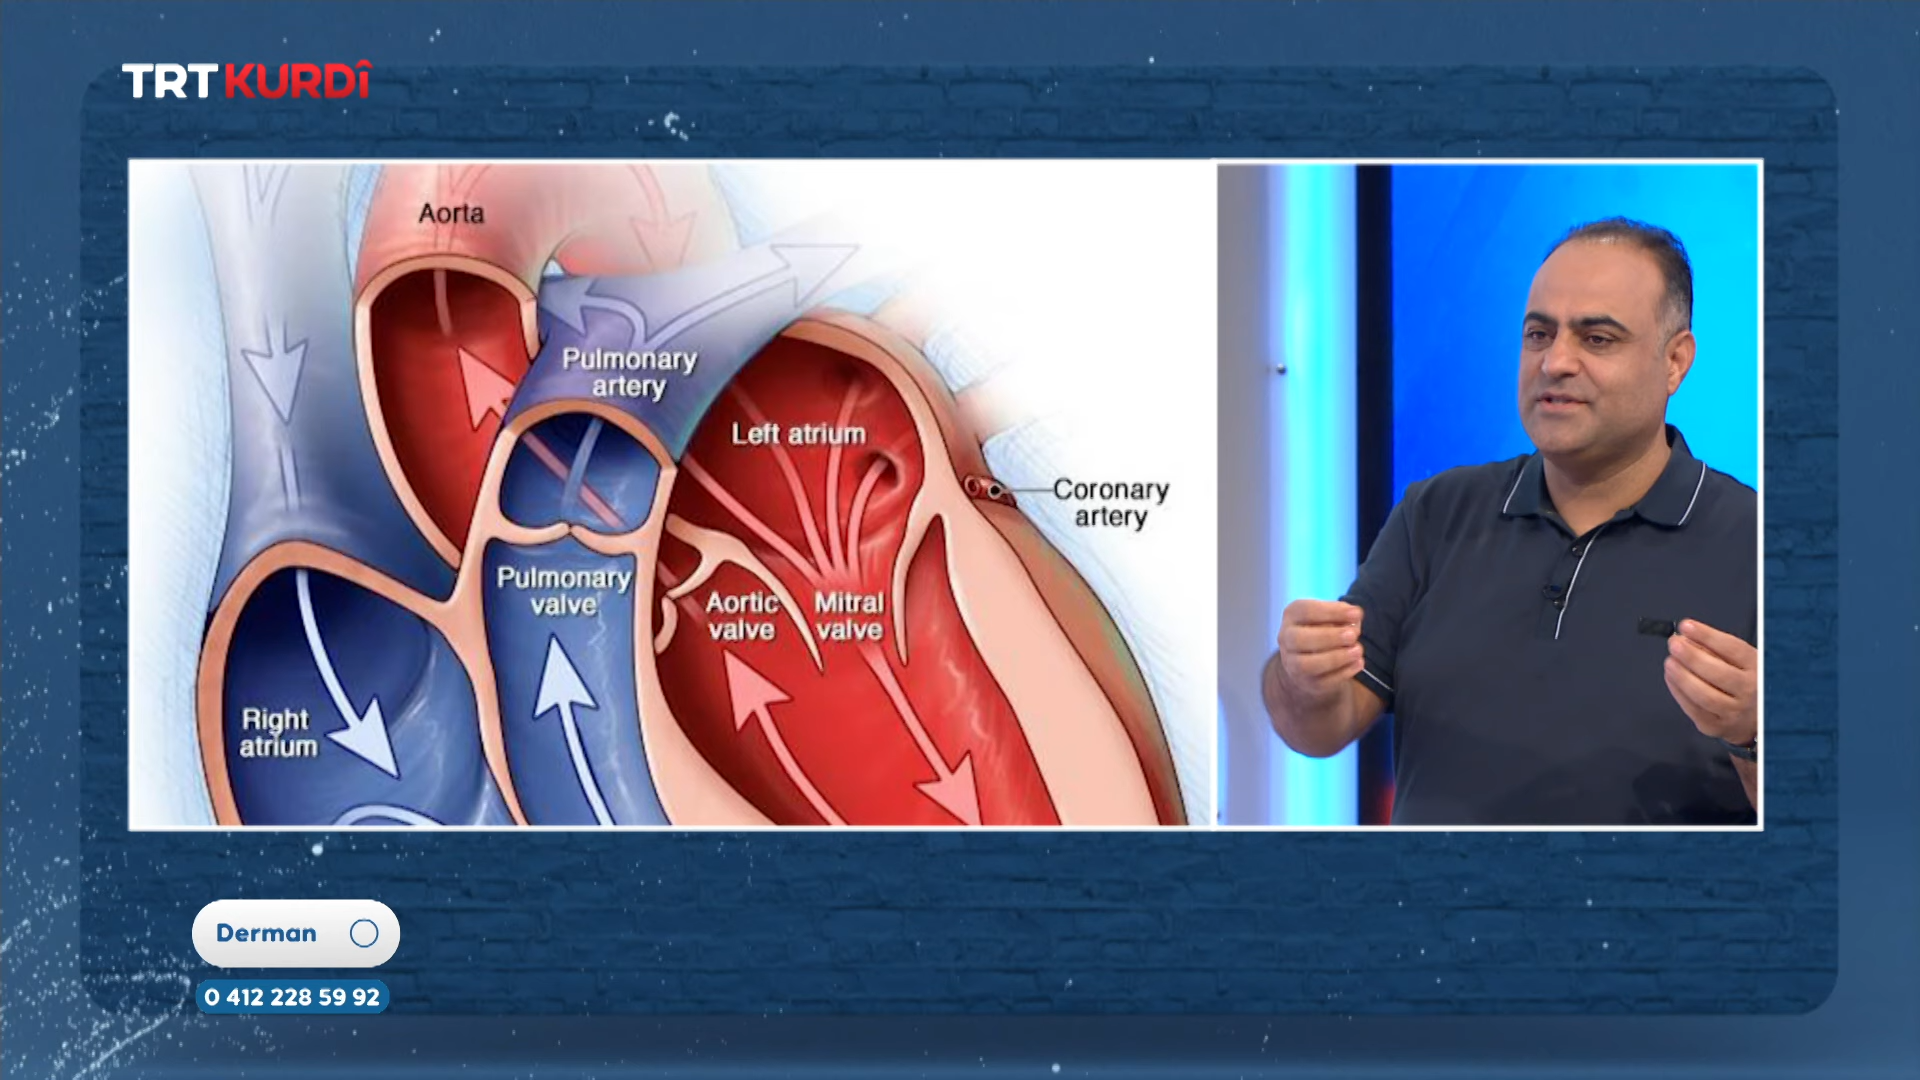 TRT KURDî
Aorta
Pulmonary
artery
Left atrium
Coronary
artery
Pulmonary
valve
Aortic
valve
Mitral
valve
Right
atrium
Derman
0 412 228 59 92